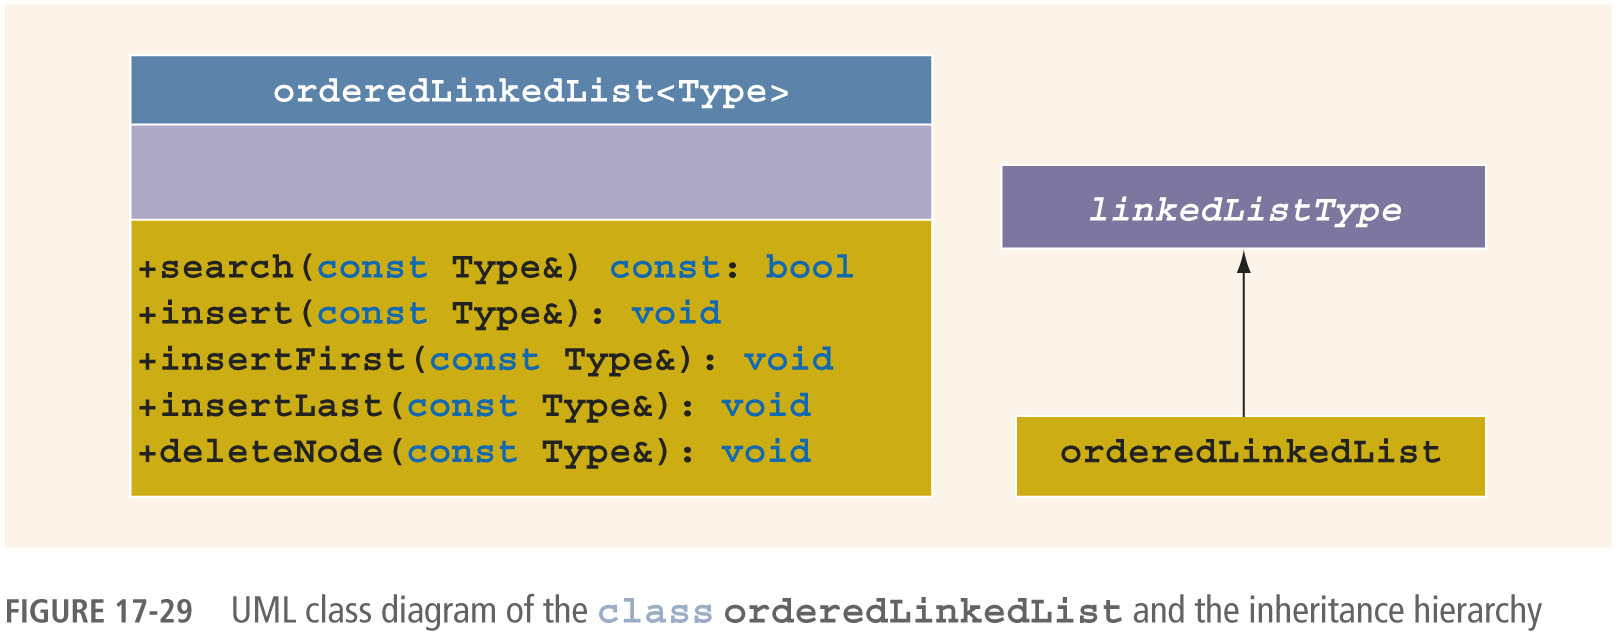 orderedLinkedList<Type>
+search(const Type&) const: bool
+insert(const Type&): void
+insertFirst(const Type&): void
+insertLast(const Type&): void
+deleteNode(const Type&): void
linkedListType
orderedLinkedList
FIGURE 17-29 UML class diagram of the class orderedLinkedList and the inheritance hierarchy